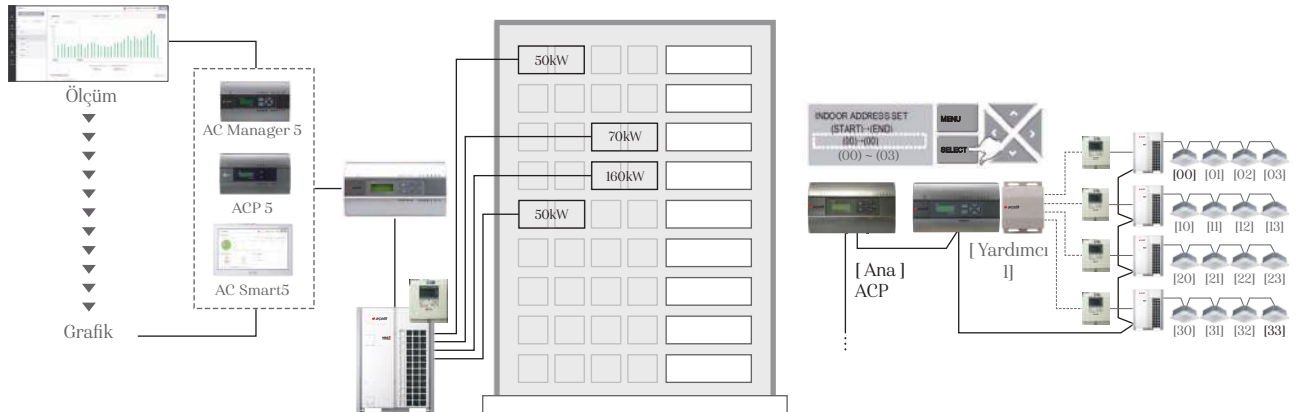 Ölçüm
Grafik
AC Manager 5
ACP 5
AC Smart5
50kW
70kW
160kW
50kW
INDOOR ADDRESS SET
(START)→(END)
(00)→(00)
(00) ~ (03)
MENU
SELECT
[ Ana ]
ACP
[ Yardımcı
1]
[00] [01] [02] [03]
[10] [11] [12] [13]
[20] [21] [22] [23]
[30] [31] [32] [33]